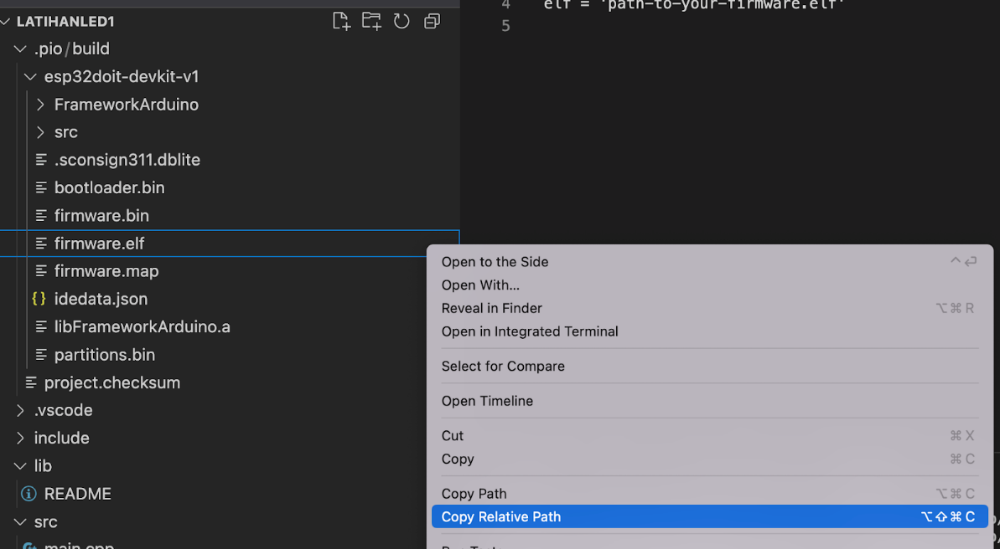 LATIHANLED1
.pio/build
esp32doit-devkit-v1
FrameworkArduino
src
.sconsign311.dblite
bootloader.bin
firmware.bin
firmware.elf
firmware.map
{} idedata.json
libFrameworkArduino.a
partitions.bin
project.checksum
.vscode
include
lib
README
src
main.cpp
4 elf = 'path-to-your-firmware.elf'
5
Open to the Side ^⏎
Open With...
Reveal in Finder ⌥⌘R
Open in Integrated Terminal
Select for Compare
Open Timeline
Cut ⌘X
Copy ⌘C
Copy Path ⌥⌘C
Copy Relative Path ⌥⇧⌘C